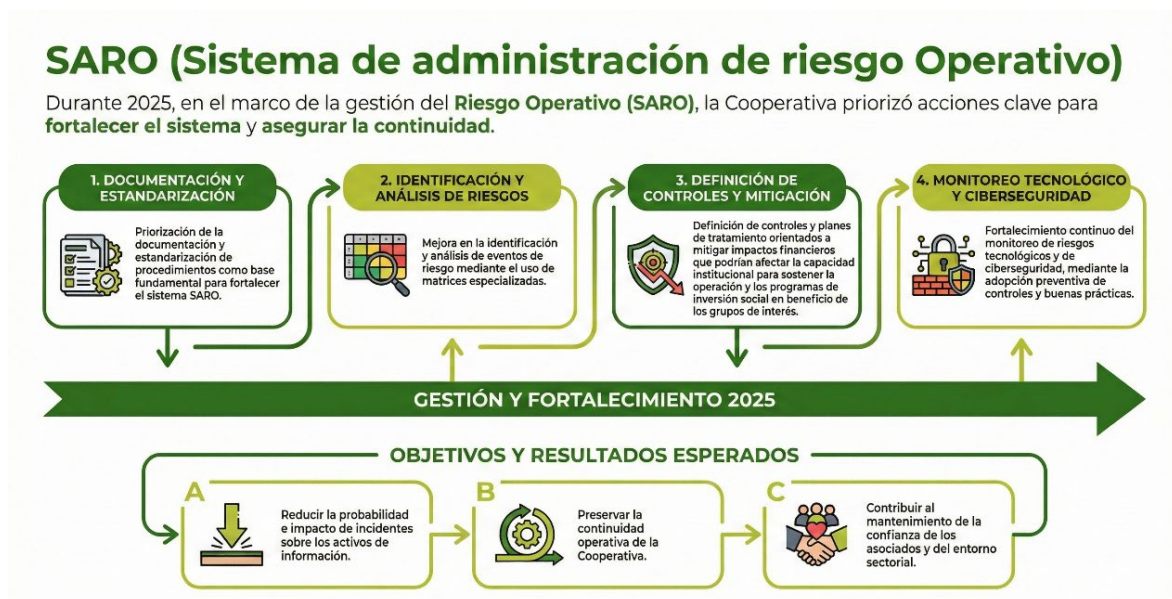 SARO (Sistema de administración de riesgo Operativo)
Durante 2025, en el marco de la gestión del Riesgo Operativo (SARO), la Cooperativa priorizó acciones clave para
fortalecer el sistema y asegurar la continuidad.
1. DOCUMENTACIÓN Y
ESTANDARIZACIÓN
Priorización de la
documentación y
estandarización de
procedimientos como base
fundamental para fortalecer
el sistema SARO.
2. IDENTIFICACIÓN Y
ANÁLISIS DE RIESGOS
Mejora en la identificación
y análisis de eventos de
riesgo mediante el uso de
matrices especializadas.
3. DEFINICIÓN DE
CONTROLES Y MITIGACIÓN
Definición de controles y planes
de tratamiento orientados a
mitigar impactos financieros
que podrían afectar la capacidad
institucional para sostener la
operación y los programas de
inversión social en beneficio de
los grupos de interés.
4. MONITOREO TECNOLÓGICO
Y CIBERSEGURIDAD
Fortalecimiento continuo del
monitoreo de riesgos
tecnológicos y de
ciberseguridad, mediante la
adopción preventiva de
controles y buenas prácticas.
GESTIÓN Y FORTALECIMIENTO 2025
OBJETIVOS Y RESULTADOS ESPERADOS
A
Reducir la probabilidad
e impacto de incidentes
sobre los activos de
información.
B
Preservar la
continuidad
operativa de la
Cooperativa.
C
Contribuir al
mantenimiento de la
confianza de los
asociados y del entorno
sectorial.